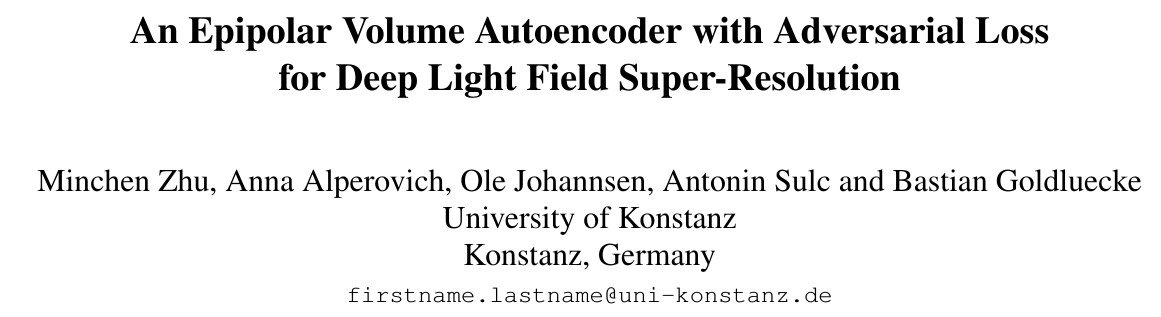 An Epipolar Volume Autoencoder with Adversarial Loss
for Deep Light Field Super-Resolution
Minchen Zhu, Anna Alperovich, Ole Johannsen, Antonin Sulc and Bastian Goldluecke
University of Konstanz
Konstanz, Germany
firstname.lastname@uni-konstanz.de